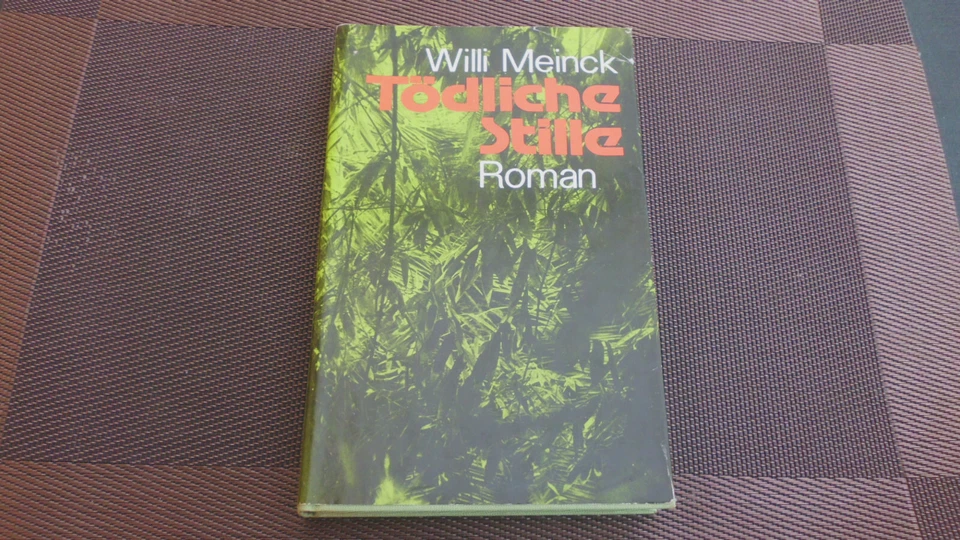 Willi Meinck
Tödliche
Stille
Roman